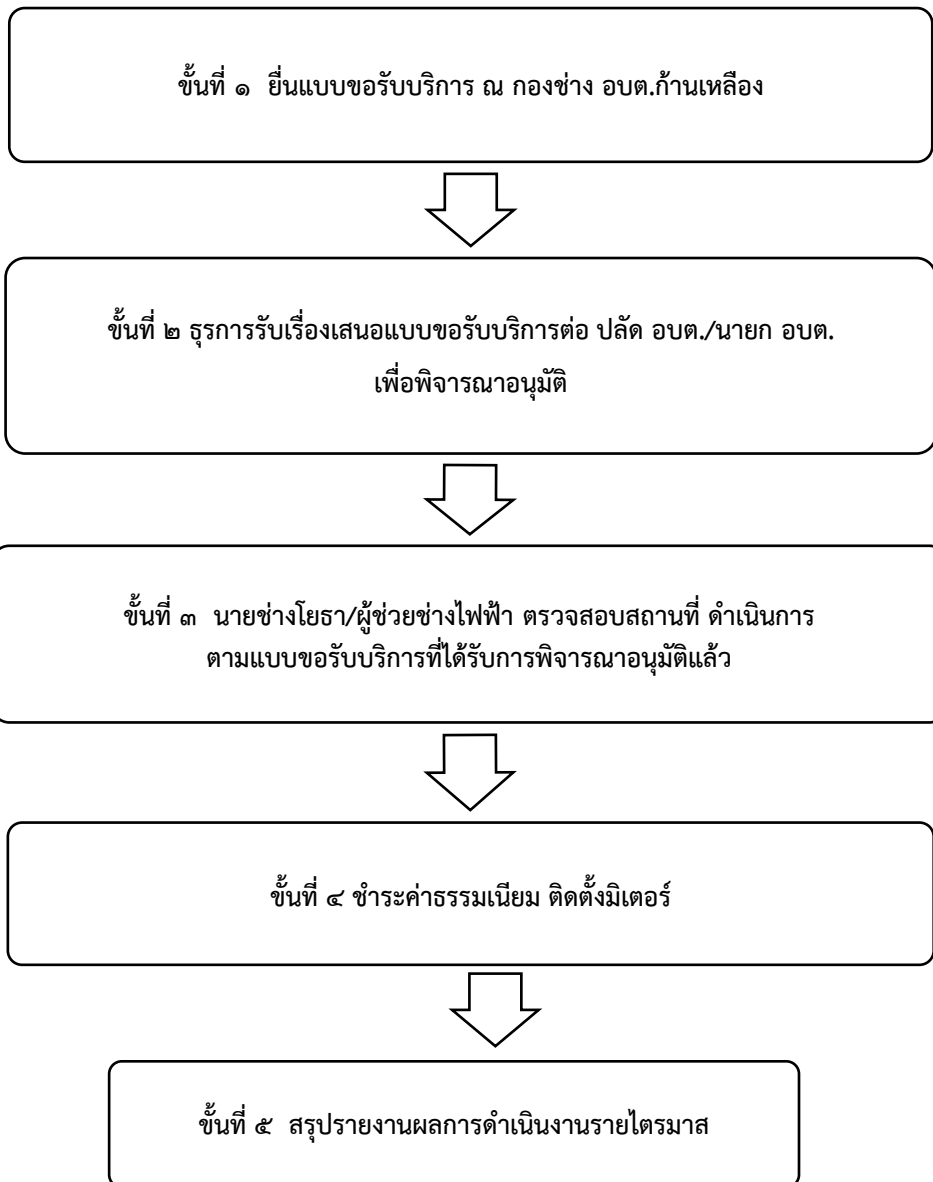 ขั้นที่ ๑  ยื่นแบบขอรับบริการ ณ กองช่าง อบต.ก้านเหลือง
ขั้นที่ ๒ ธุรการรับเรื่องเสนอแบบขอรับบริการต่อ ปลัด อบต./นายก อบต.
เพื่อพิจารณาอนุมัติ
ขั้นที่ ๓  นายช่างโยธา/ผู้ช่วยช่างไฟฟ้า ตรวจสอบสถานที่ ดำเนินการ
ตามแบบขอรับบริการที่ได้รับการพิจารณาอนุมัติแล้ว
ขั้นที่ ๔ ชำระค่าธรรมเนียม ติดตั้งมิเตอร์
ขั้นที่ ๕  สรุปรายงานผลการดำเนินงานรายไตรมาส